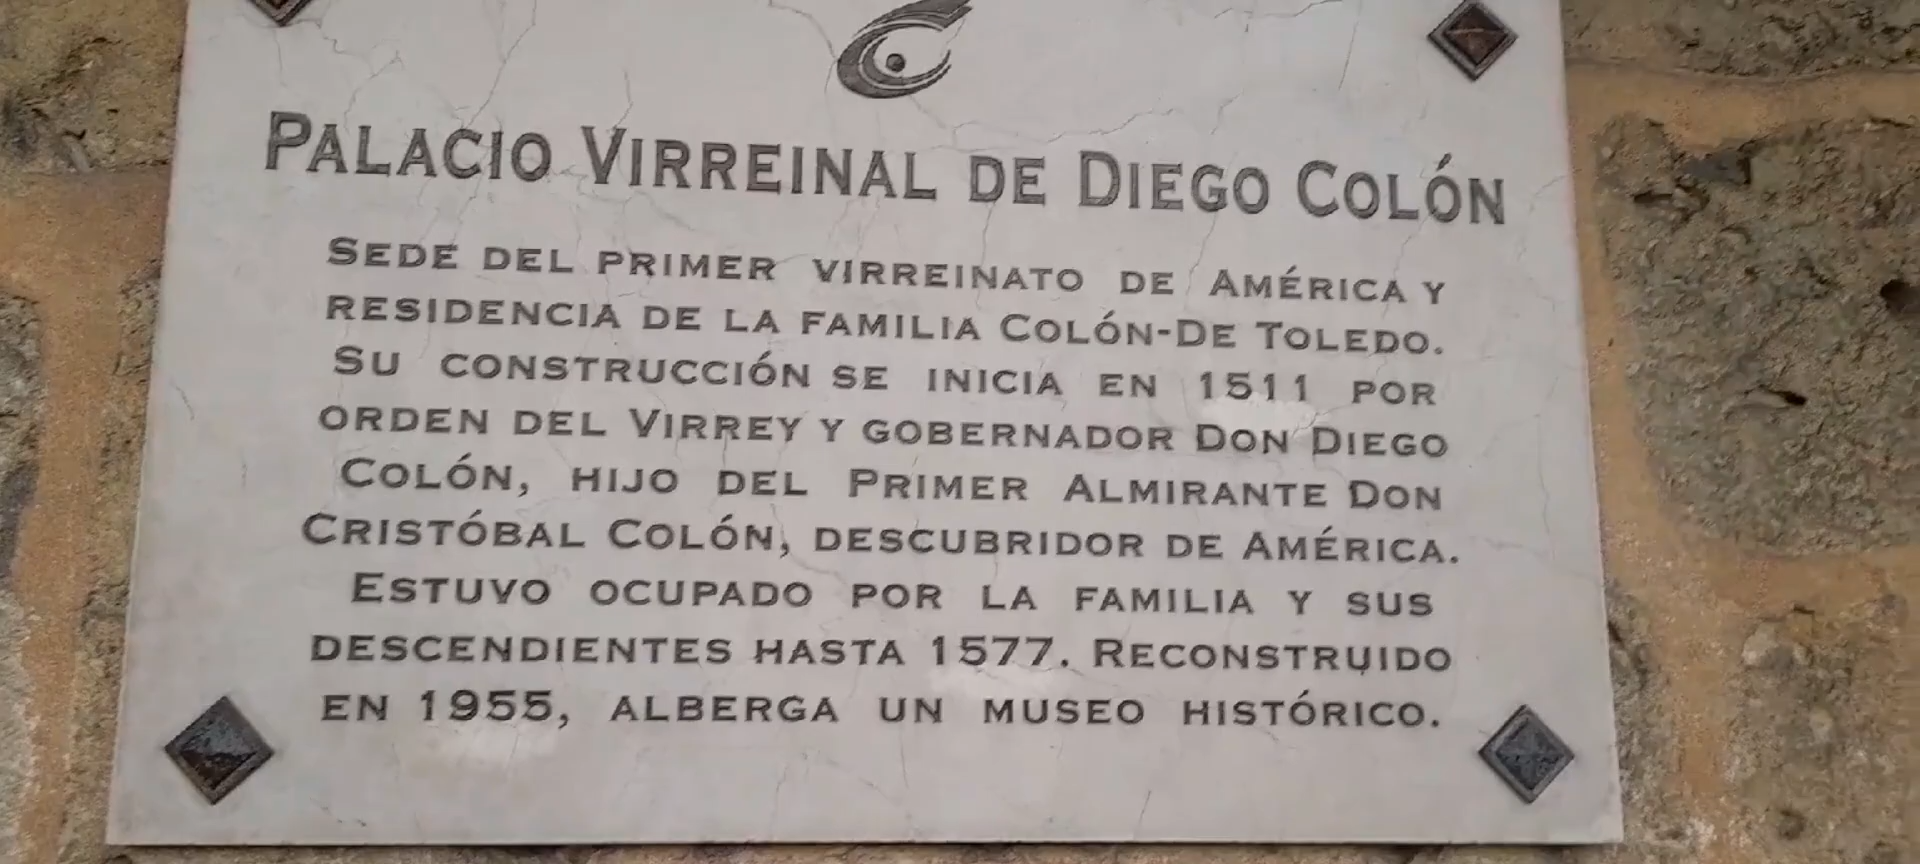 PALACIO VIRREINAL DE DIEGO COLÓN
SEDE DEL PRIMER VIRREINATO DE AMÉRICA Y
RESIDENCIA DE LA FAMILIA COLÓN-DE TOLEDO.
SU CONSTRUCCIÓN SE INICIA EN 1511 POR
ORDEN DEL VIRREY Y GOBERNADOR DON DIEGO
COLÓN, HIJO DEL PRIMER ALMIRANTE DON
CRISTÓBAL COLÓN, DESCUBRIDOR DE AMÉRICA.
ESTUVO OCUPADO POR LA FAMILIA Y SUS
DESCENDIENTES HASTA 1577. RECONSTRUIDO
EN 1955, ALBERGA UN MUSEO HISTÓRICO.